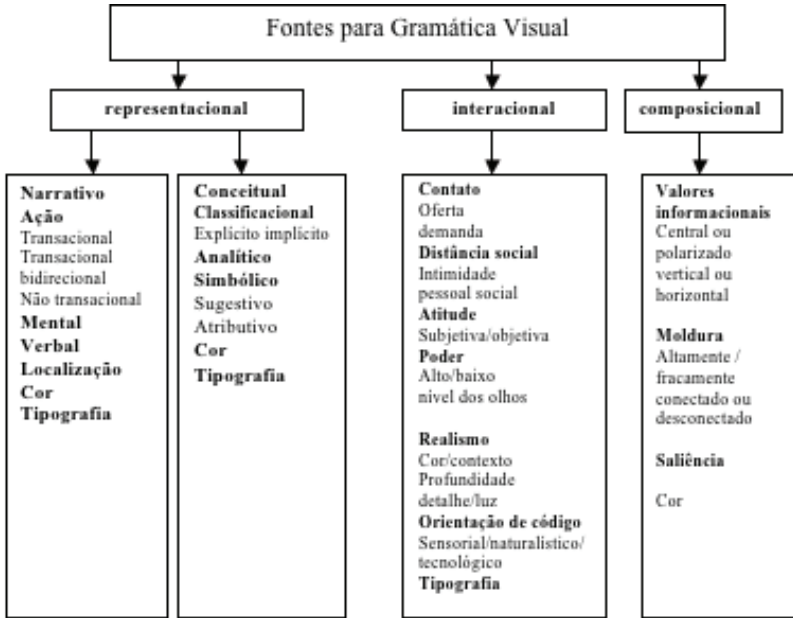 Fontes para Gramática Visual
representacional
interacional
composicional
Narrativo
Ação
Transacional
Transacional
bidirecional
Não transacional
Mental
Verbal
Localização
Cor
Tipografia
Conceitual
Classificacional
Explícito implícito
Analítico
Simbólico
Sugestivo
Atributivo
Cor
Tipografia
Contato
Oferta
demanda
Distância social
Intimidade
pessoal social
Atitude
Subjetiva/objetiva
Poder
Alto/baixo
nível dos olhos
Realismo
Cor/contexto
Profundidade
detalhe/luz
Orientação de código
Sensorial/naturalístico/
tecnológico
Tipografia
Valores
informacionais
Central ou
polarizado
vertical ou
horizontal
Moldura
Altamente /
fracamente
conectado ou
desconectado
Saliência
Cor